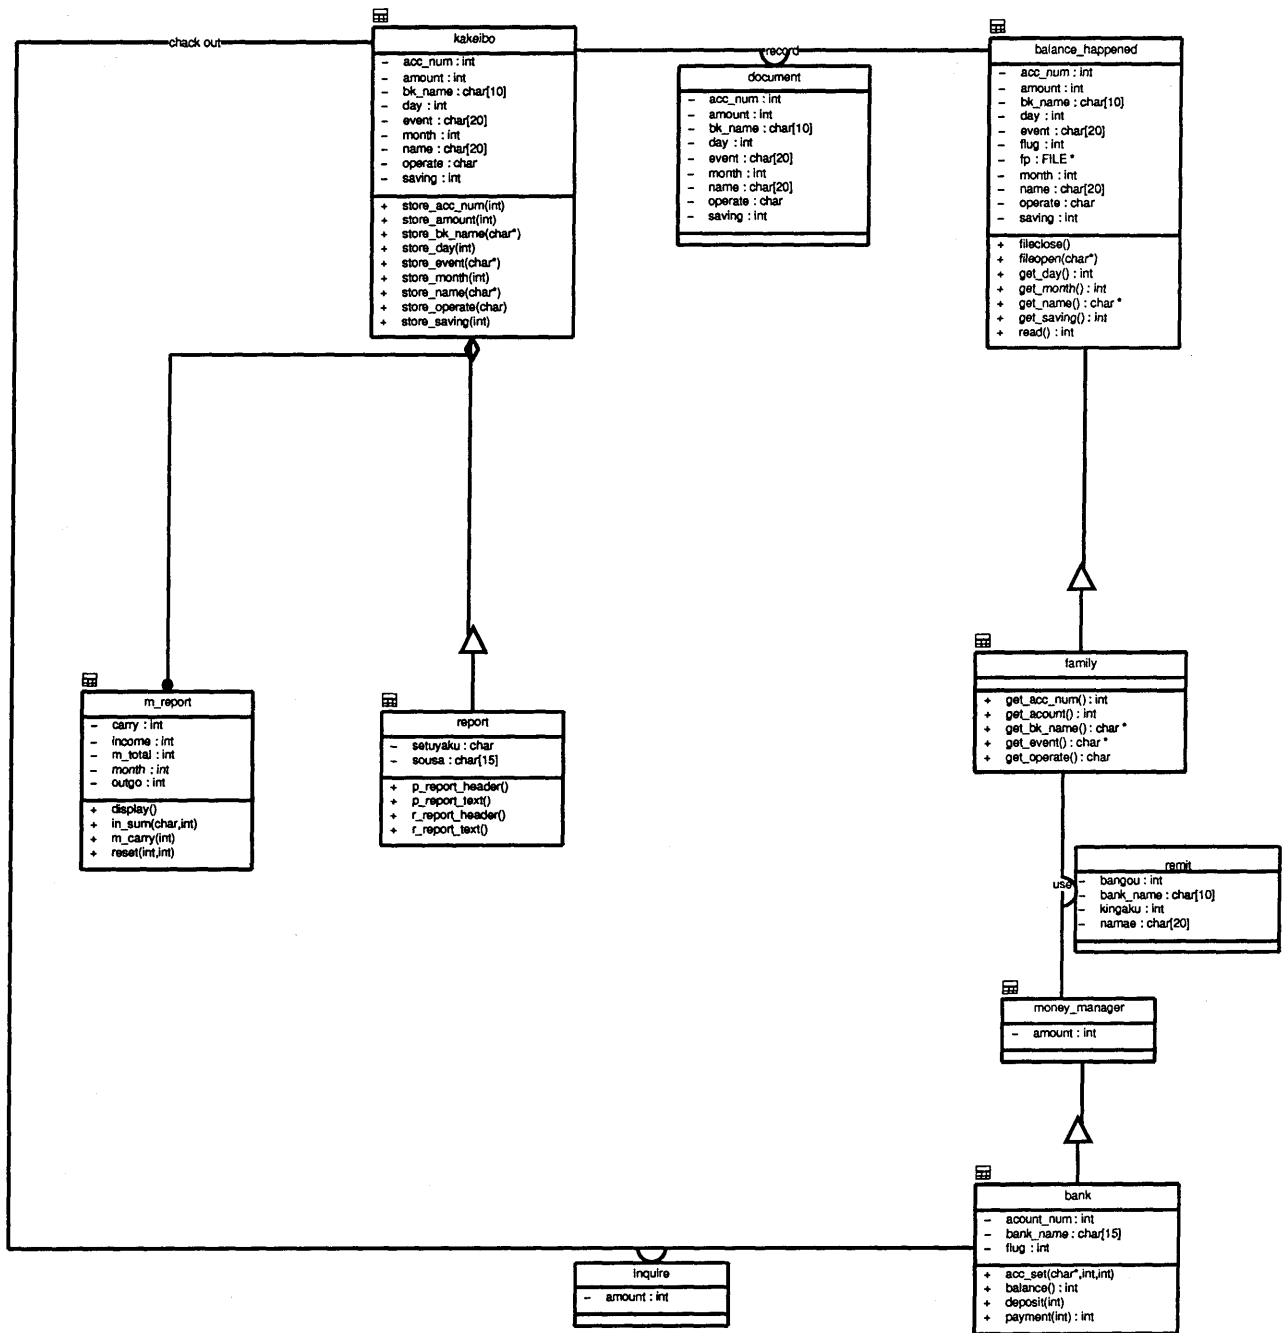 chack out
kakeibo
- acc_num : int
- amount : int
- bk_name : char[10]
- day : int
- event : char[20]
- month : int
- name : char[20]
- operate : char
- saving : int
+ store_acc_num(int)
+ store_amount(int)
+ store_bk_name(char*)
+ store_day(int)
+ store_event(char*)
+ store_month(int)
+ store_name(char*)
+ store_operate(char)
+ store_saving(int)
record
document
- acc_num : int
- amount : int
- bk_name : char[10]
- day : int
- event : char[20]
- month : int
- name : char[20]
- operate : char
- saving : int
balance_happened
- acc_num : int
- amount : int
- bk_name : char[10]
- day : int
- event : char[20]
- flug : int
- fp : FILE *
- month : int
- name : char[20]
- operate : char
- saving : int
+ fileclose()
+ fileopen(char*)
+ get_day() : int
+ get_month() : int
+ get_name() : char *
+ get_saving() : int
+ read() : int
m_report
- carry : int
- income : int
- m_total : int
- month : int
- outgo : int
+ display()
+ in_sum(char,int)
+ m_carry(int)
+ reset(int,int)
report
- setuyaku : char
- sousa : char[15]
+ p_report_header()
+ p_report_text()
+ r_report_header()
+ r_report_text()
family
+ get_acc_num() : int
+ get_acount() : int
+ get_bk_name() : char *
+ get_event() : char *
+ get_operate() : char
use
remit
- bangou : int
- bank_name : char[10]
- kingaku : int
- namae : char[20]
money_manager
- amount : int
bank
- acount_num : int
- bank_name : char[15]
- flug : int
+ acc_set(char*,int,int)
+ balance() : int
+ deposit(int)
+ payment(int) : int
inquire
- amount : int